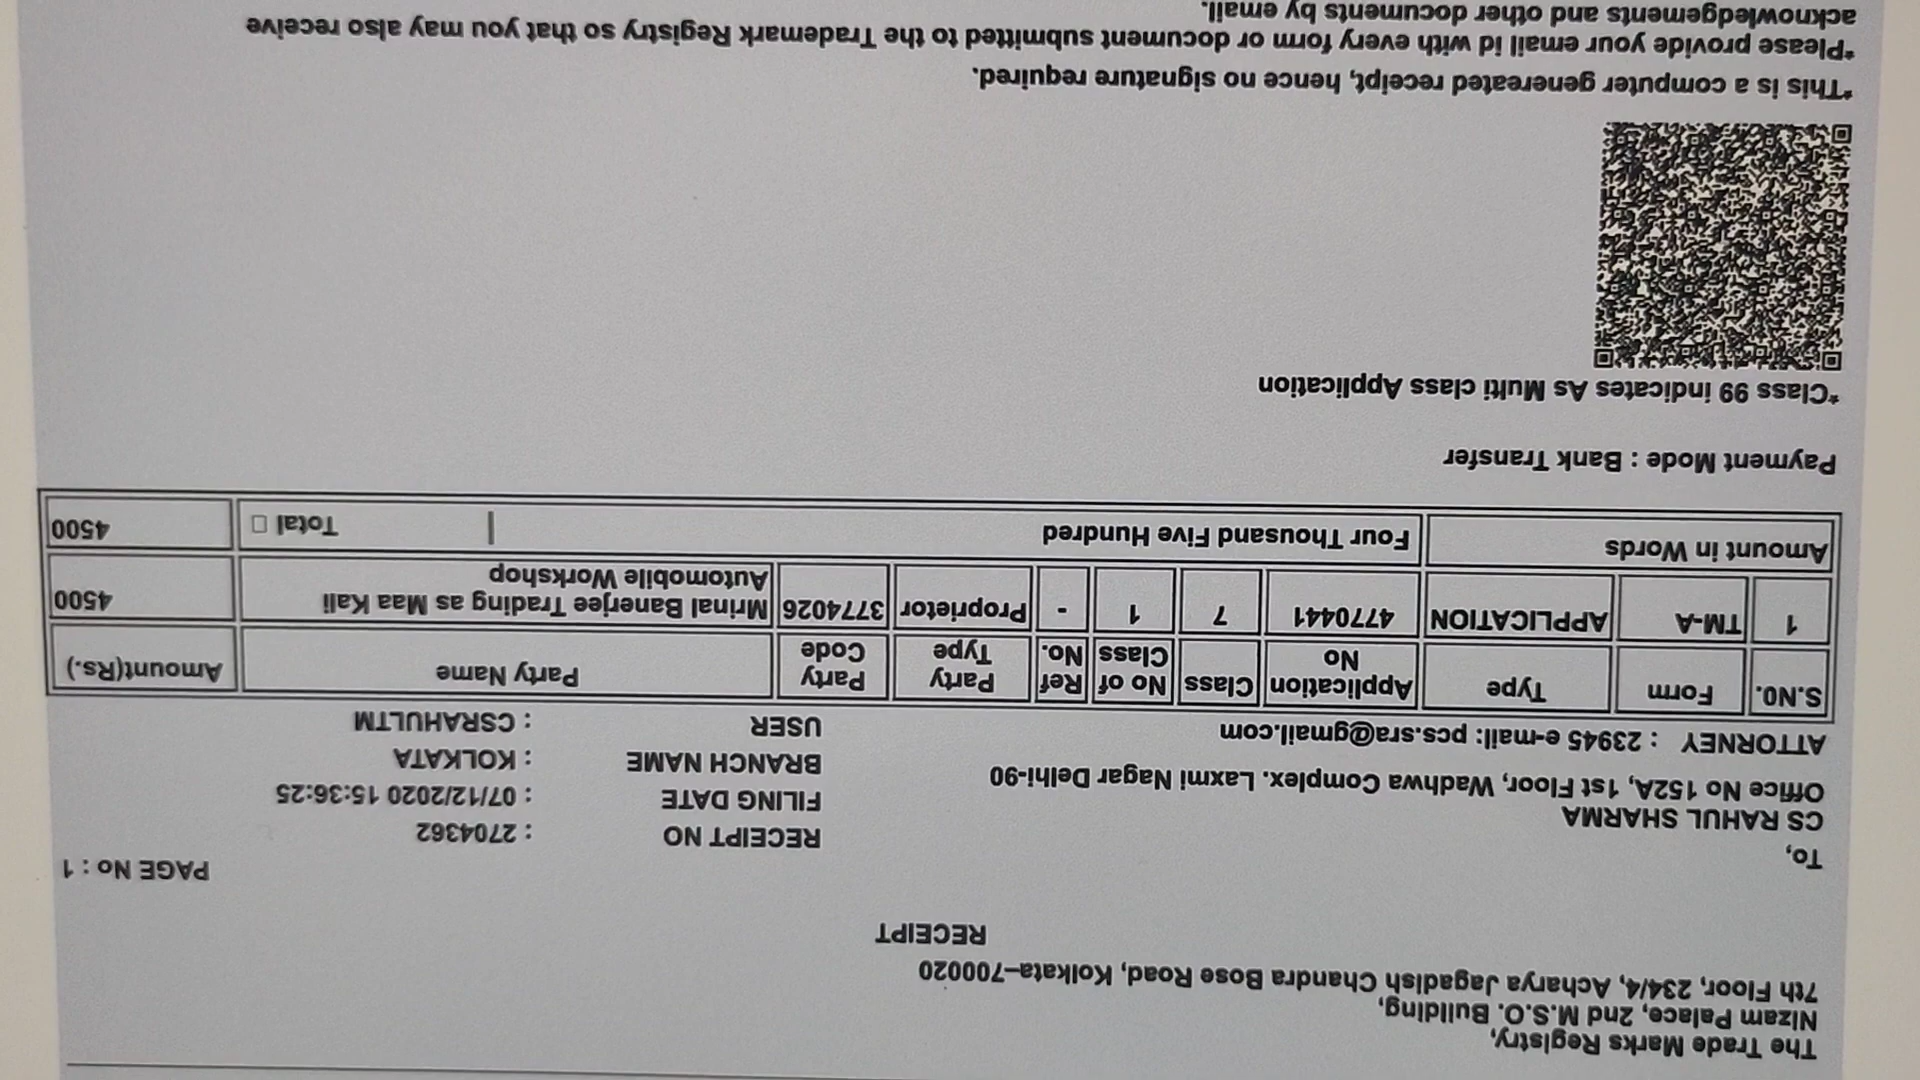 The Trade Marks Registry,
Nizam Palace, 2nd M.S.O. Building,
7th Floor, 234/4, Acharya Jagadish Chandra Bose Road, Kolkata–700020
RECEIPT
PAGE No : 1
To,
CS RAHUL SHARMA
Office No 152A, 1st Floor, Wadhwa Complex. Laxmi Nagar Delhi-90
ATTORNEY : 23945 e-mail: pcs.sra@gmail.com
RECEIPT NO : 2704362
FILING DATE : 07/12/2020 15:36:25
BRANCH NAME : KOLKATA
USER : CSRAHULTM
S.NO. Form Type Application No Class No of Class Ref No. Party Type Party Code Party Name Amount(Rs.)
1 TM-A APPLICATION 4770441 7 1 - Proprietor 3774026 Mrinal Banerjee Trading as Maa Kali Automobile Workshop 4500
Amount in Words Four Thousand Five Hundred Total 4500
Payment Mode : Bank Transfer
*Class 99 indicates As Multi class Application
*This is a computer genereated receipt, hence no signature required.
*Please provide your email id with every form or document submitted to the Trademark Registry so that you may also receive
acknowledgements and other documents by email.